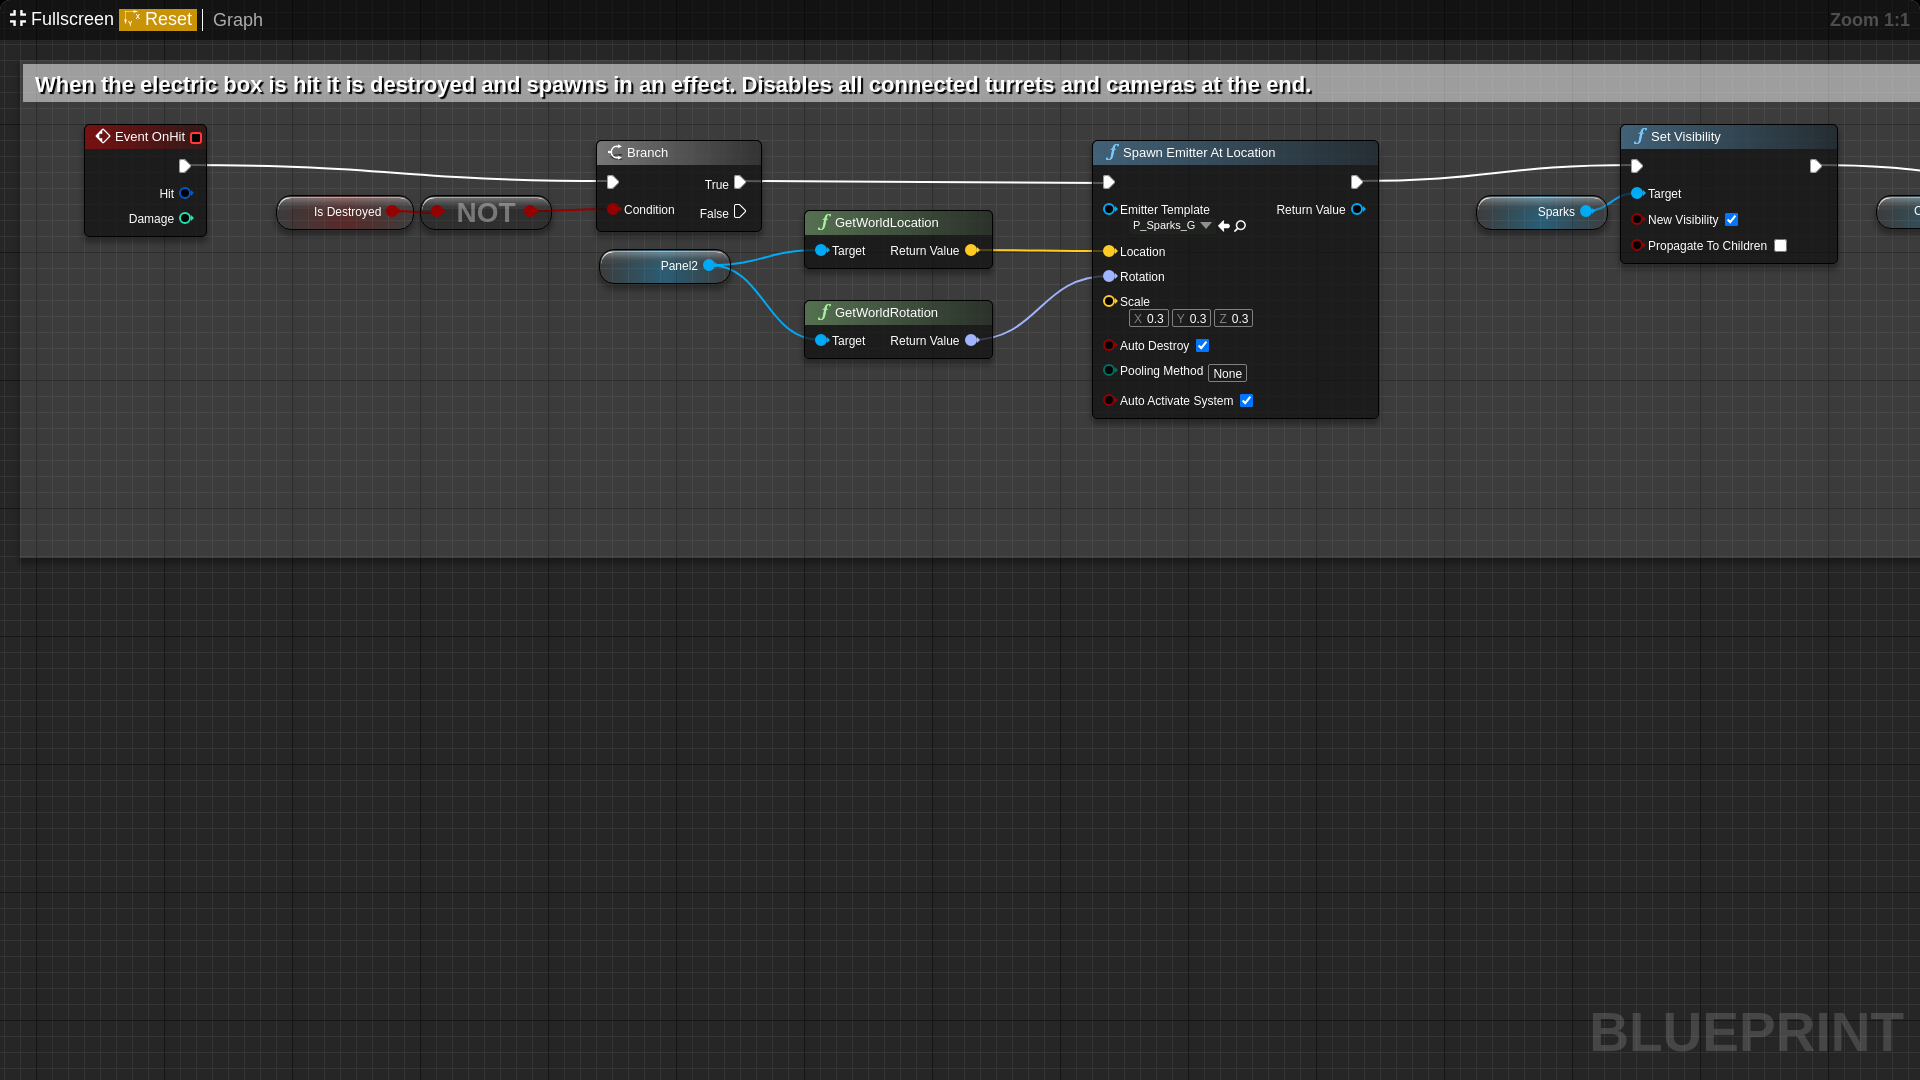 Fullscreen Reset Graph Zoom 1:1
When the electric box is hit it is destroyed and spawns in an effect. Disables all connected turrets and cameras at the end.
Event OnHit
Hit
Damage
Is Destroyed
NOT
Branch
True
Condition
False
Panel2
GetWorldLocation
Target Return Value
GetWorldRotation
Target Return Value
Spawn Emitter At Location
Emitter Template Return Value
P_Sparks_G
Location
Rotation
Scale
X 0.3 Y 0.3 Z 0.3
Auto Destroy
Pooling Method None
Auto Activate System
Sparks
Set Visibility
Target
New Visibility
Propagate To Children
BLUEPRINT